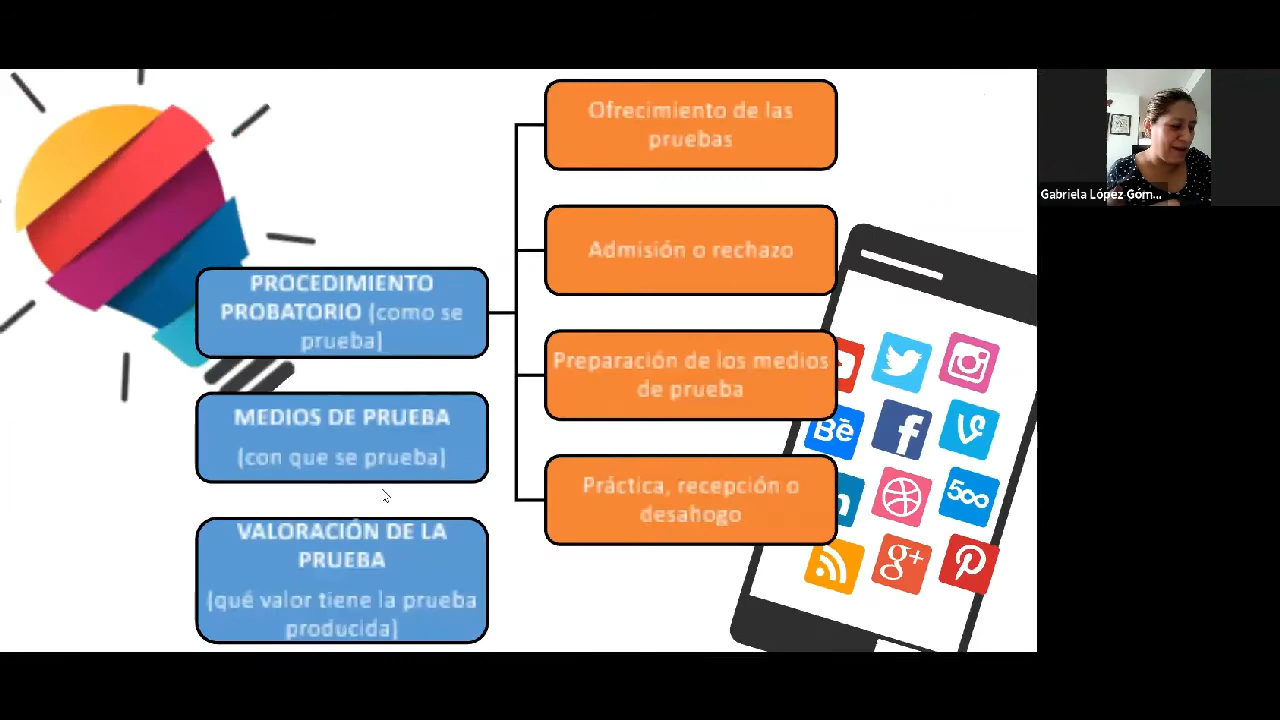 Ofrecimiento de las
pruebas
Admisión o rechazo
PROCEDIMIENTO
PROBATORIO (como se
prueba)
Preparación de los medios
de prueba
MEDIOS DE PRUEBA
(con que se prueba)
Práctica, recepción o
desahogo
VALORACIÓN DE LA
PRUEBA
(qué valor tiene la prueba
producida)
Bē
500
g+
Gabriela López Góm...